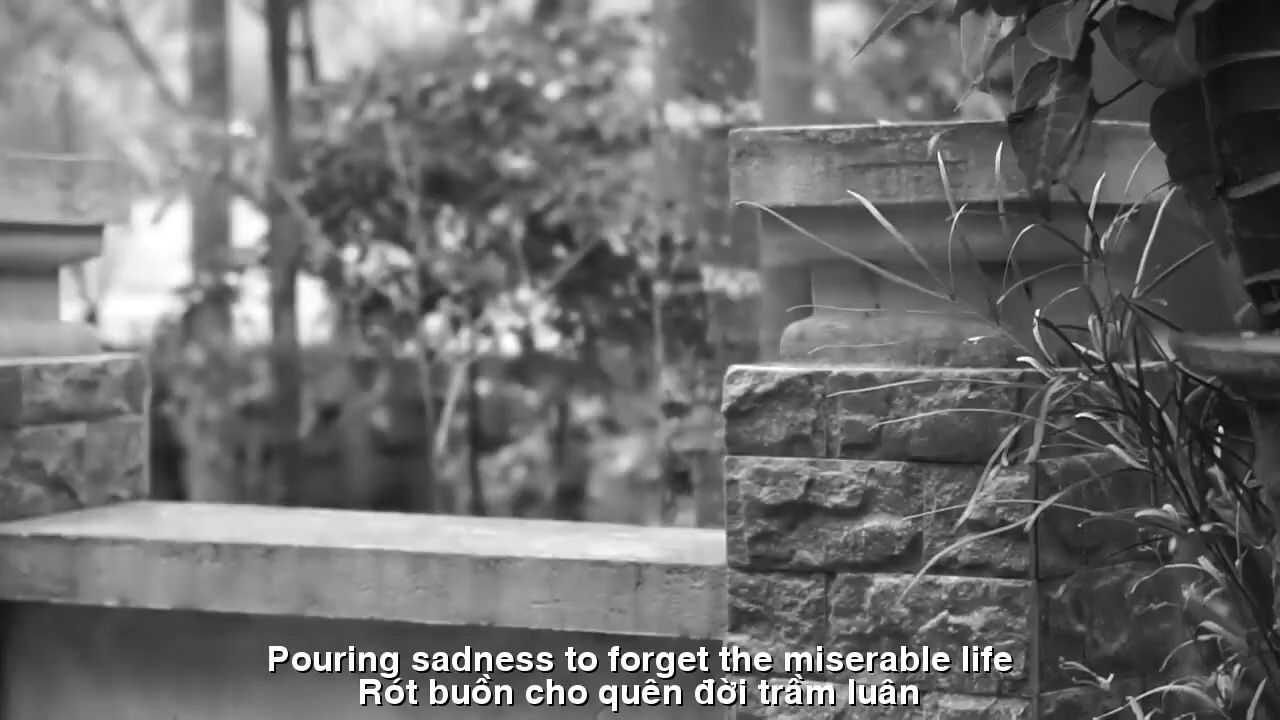 Pouring sadness to forget the miserable life
Rót buồn cho quên đời trầm luân